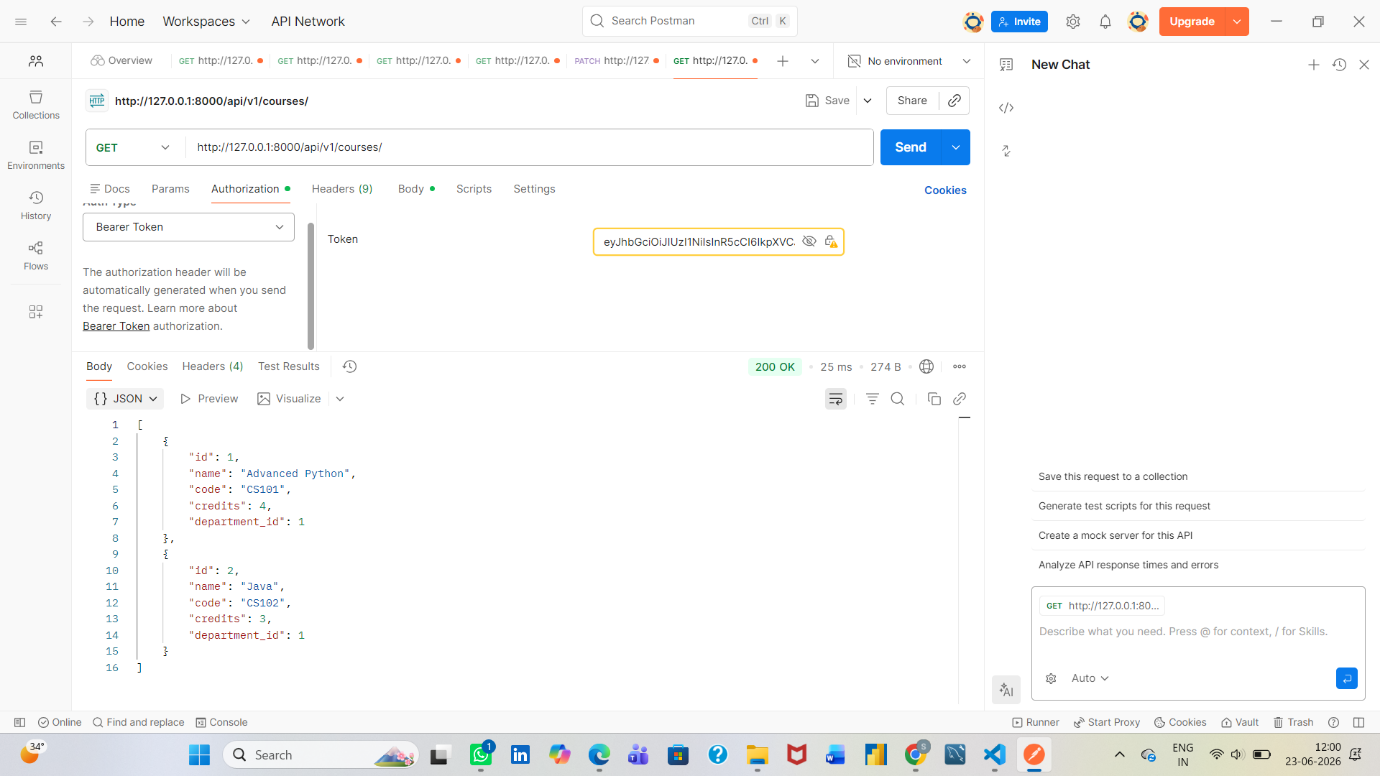 Home Workspaces API Network Search Postman Ctrl K Invite Upgrade
Overview GET http://127.0. GET http://127.0. GET http://127.0. GET http://127.0. PATCH http://127 GET http://127.0. No environment
New Chat
HTTP http://127.0.0.1:8000/api/v1/courses/ Save Share
Collections
Environments
History
Flows
GET http://127.0.0.1:8000/api/v1/courses/ Send
Docs Params Authorization Headers (9) Body Scripts Settings Cookies
Auth Type
Bearer Token
Token
The authorization header will be
automatically generated when you send
the request. Learn more about
Bearer Token authorization.
Body Cookies Headers (4) Test Results 200 OK 25 ms 274 B
{} JSON Preview Visualize
1 [
2 {
3 "id": 1,
4 "name": "Advanced Python",
5 "code": "CS101",
6 "credits": 4,
7 "department_id": 1
8 },
9 {
10 "id": 2,
11 "name": "Java",
12 "code": "CS102",
13 "credits": 3,
14 "department_id": 1
15 }
16 ]
Save this request to a collection
Generate test scripts for this request
Create a mock server for this API
Analyze API response times and errors
GET http://127.0.0.1:80...
Describe what you need. Press @ for context, / for Skills.
Auto
AI
Online Find and replace Console Runner Start Proxy Cookies Vault Trash
34° Search 1 S ENG 12:00
IN 23-06-2026